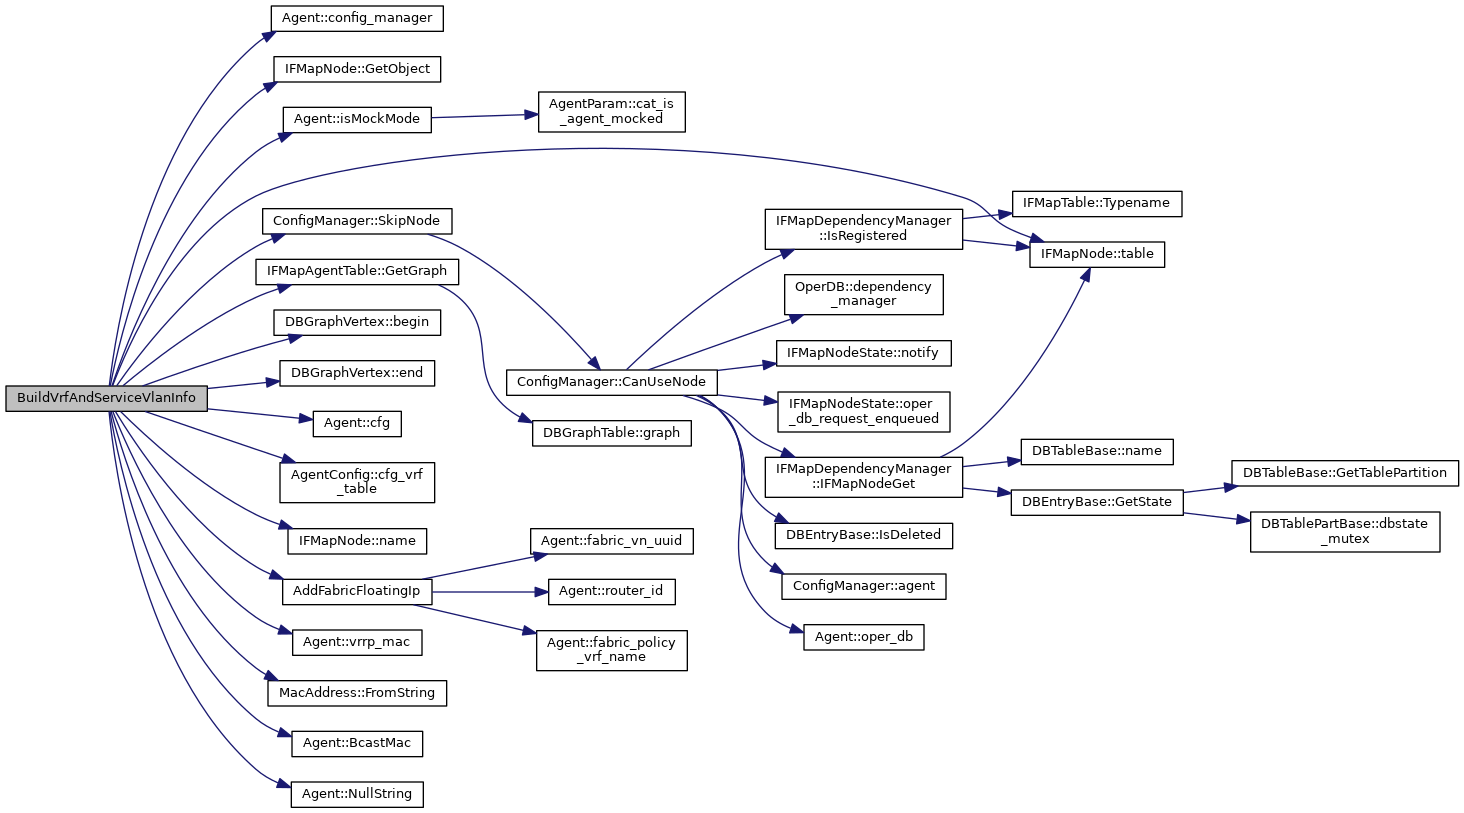 BuildVrfAndServiceVlanInfo
Agent::config_manager
IFMapNode::GetObject
Agent::isMockMode
ConfigManager::SkipNode
IFMapAgentTable::GetGraph
DBGraphVertex::begin
DBGraphVertex::end
Agent::cfg
AgentConfig::cfg_vrf
_table
IFMapNode::name
AddFabricFloatingIp
Agent::vrrp_mac
MacAddress::FromString
Agent::BcastMac
Agent::NullString
AgentParam::cat_is
_agent_mocked
ConfigManager::CanUseNode
DBGraphTable::graph
Agent::fabric_vn_uuid
Agent::router_id
Agent::fabric_policy
_vrf_name
IFMapDependencyManager
::IsRegistered
OperDB::dependency
_manager
IFMapNodeState::notify
IFMapNodeState::oper
_db_request_enqueued
IFMapDependencyManager
::IFMapNodeGet
DBEntryBase::IsDeleted
ConfigManager::agent
Agent::oper_db
IFMapTable::Typename
IFMapNode::table
DBTableBase::name
DBEntryBase::GetState
DBTableBase::GetTablePartition
DBTablePartBase::dbstate
_mutex